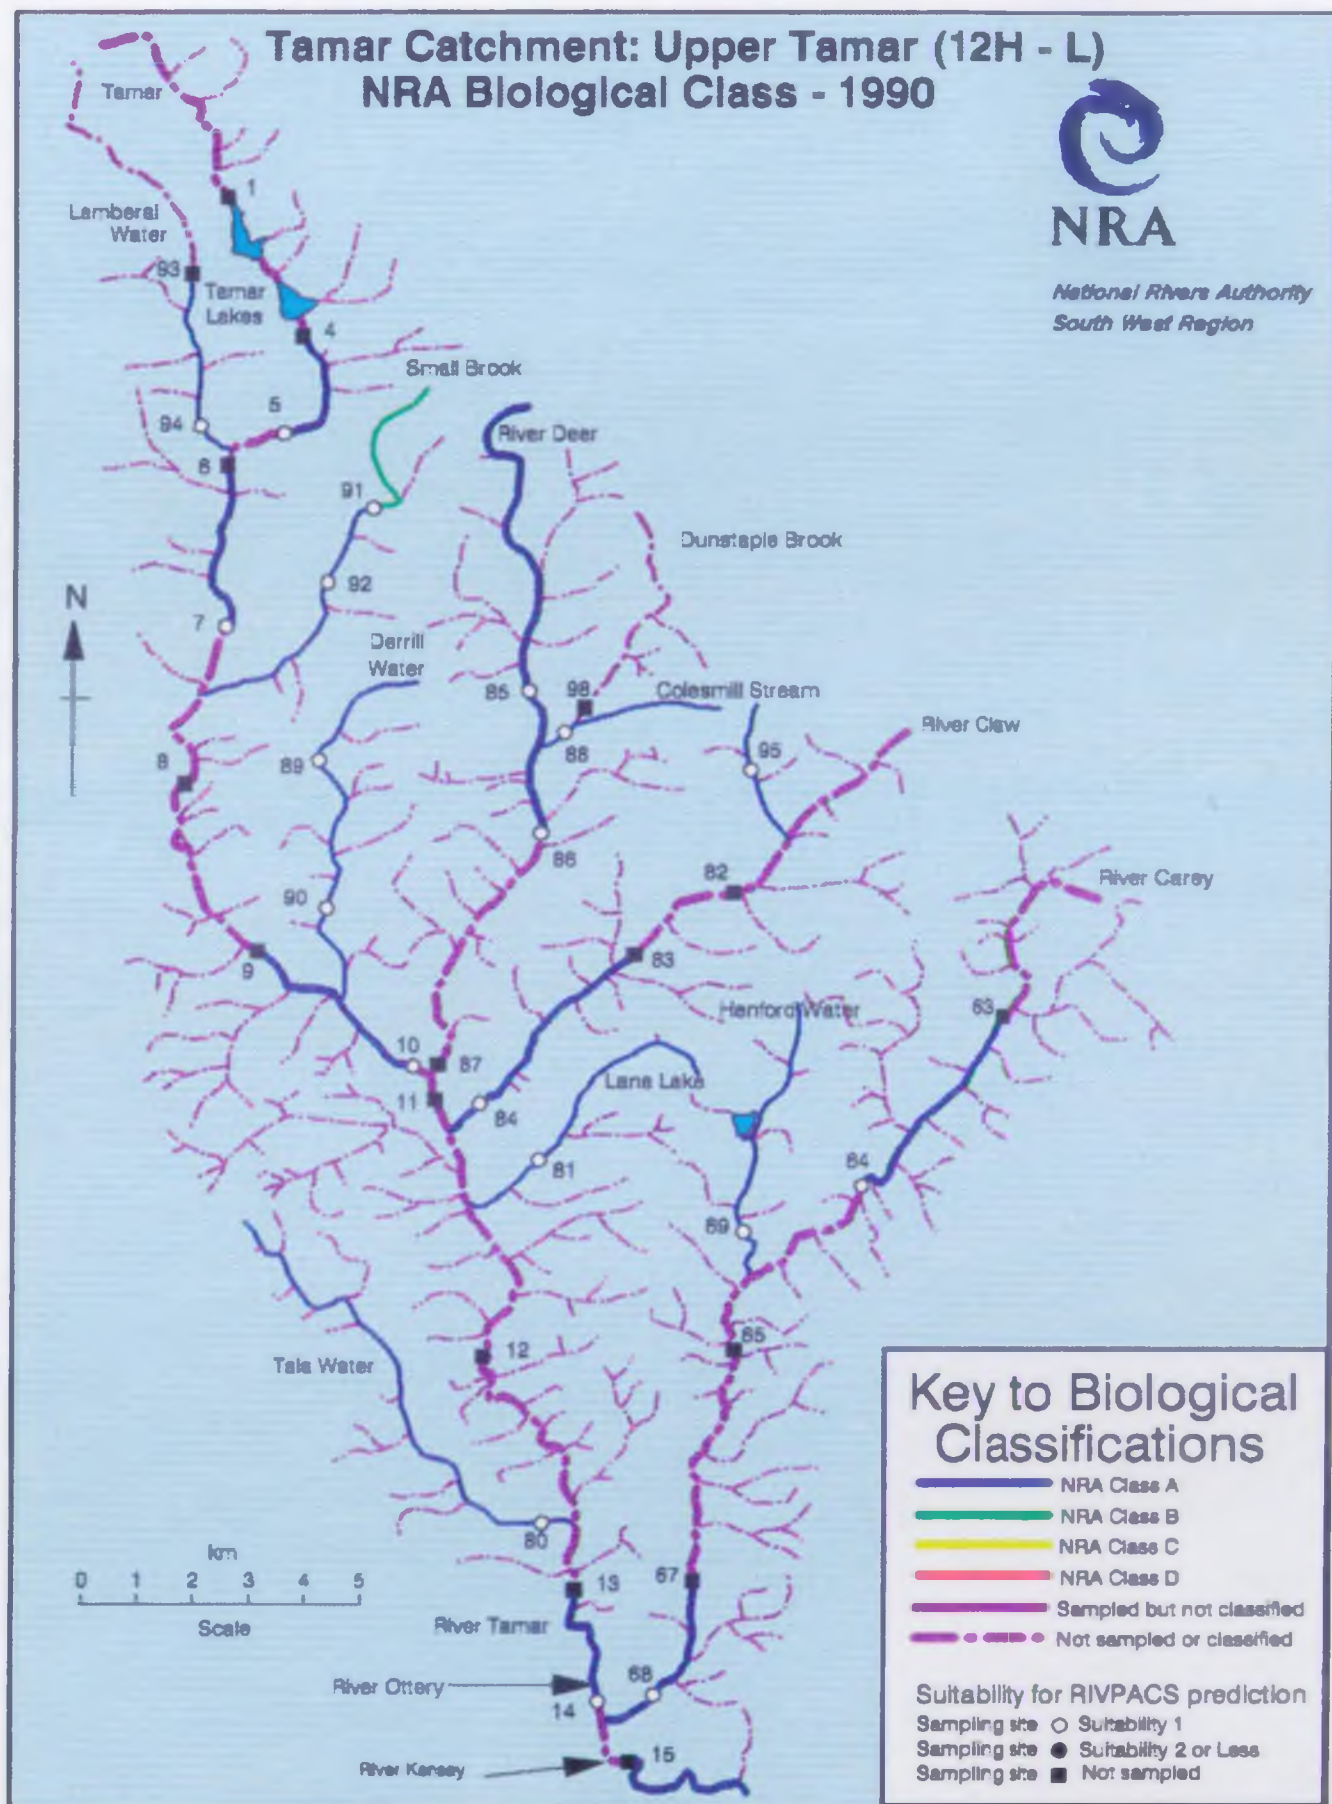 Tamar Catchment: Upper Tamar (12H - L)
NRA Biological Class - 1990
NRA
National Rivers Authority
South West Region
Tamar
1
Lamberal
Water
93
Tamar
Lakes
4
Small Brook
5
94
6
River Deer
91
Dunstaple Brook
92
N
7
Derrill
Water
85
98
Colesmill Stream
River Claw
88
95
8
89
86
82
River Carey
90
83
9
63
Hanford Water
10
87
Lana Lake
11
84
81
64
69
65
12
Tala Water
80
km
0 1 2 3 4 5
Scale
13
67
River Tamar
68
River Ottery
14
15
River Kensey
Key to Biological
Classifications
NRA Class A
NRA Class B
NRA Class C
NRA Class D
Sampled but not classified
Not sampled or classified
Suitability for RIVPACS prediction
Sampling site Suitability 1
Sampling site Suitability 2 or Less
Sampling site Not sampled